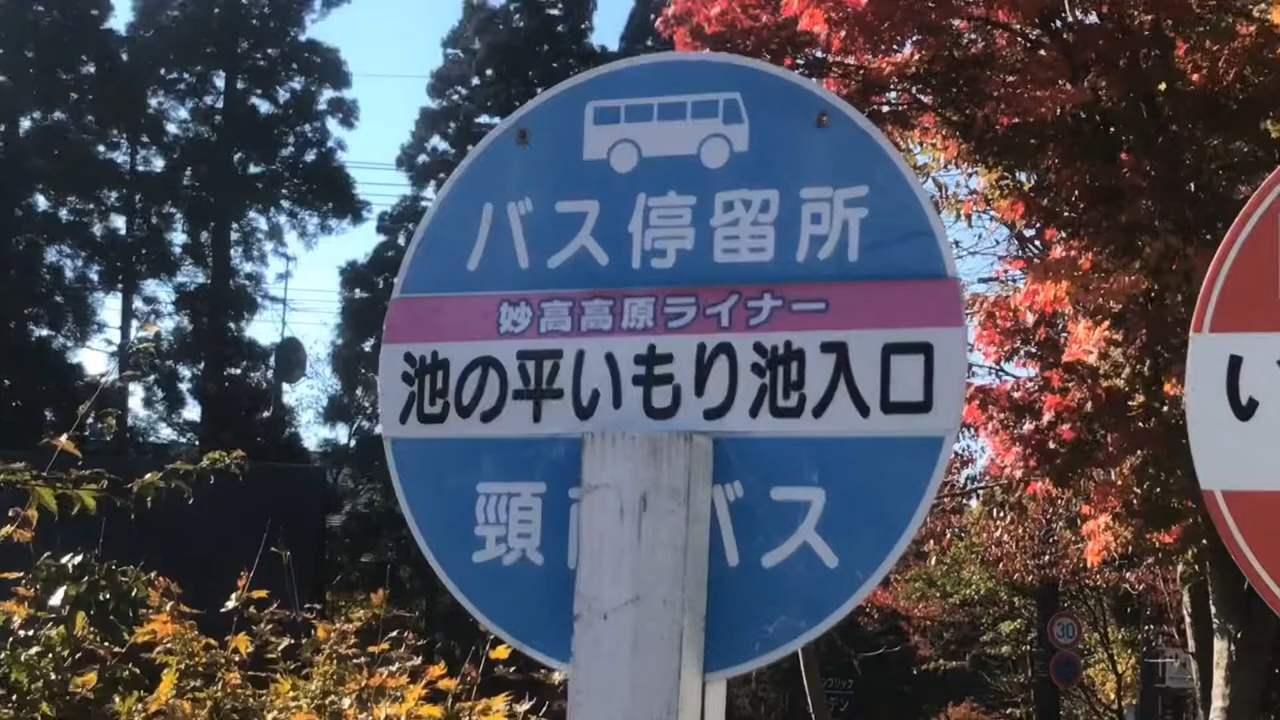 バス停留所
妙高高原ライナー
池の平いもり池入口
頸
バス
い
30